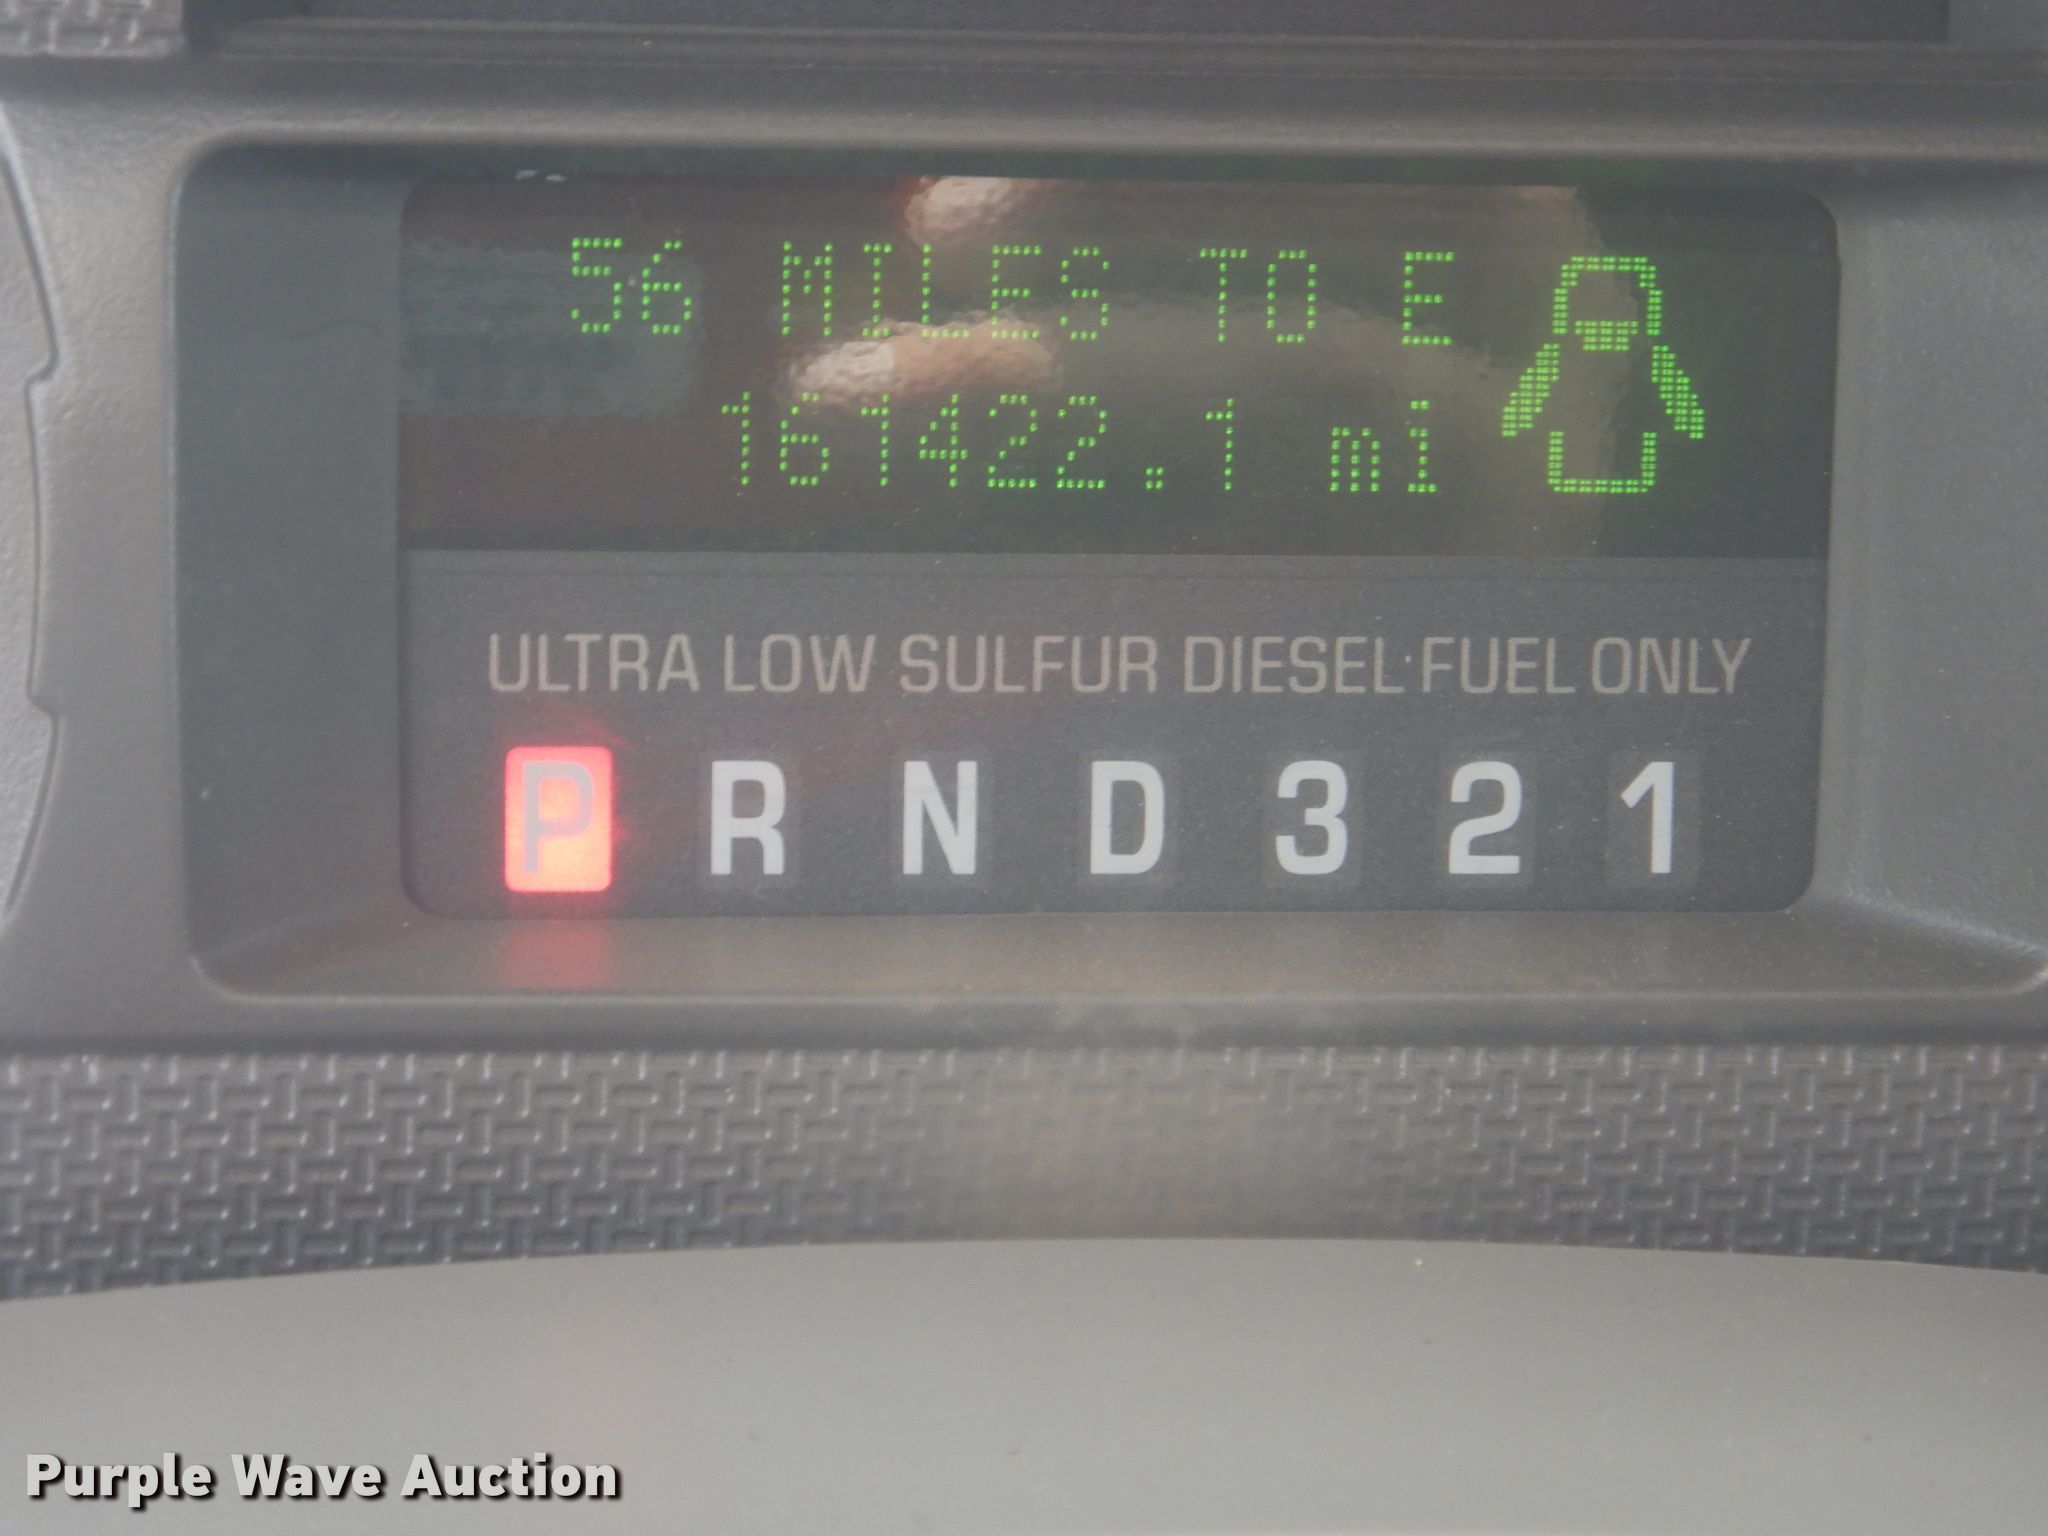 56 MILES TO E
161422.1 mi
ULTRA LOW SULFUR DIESEL FUEL ONLY
P R N D 3 2 1
Purple Wave Auction